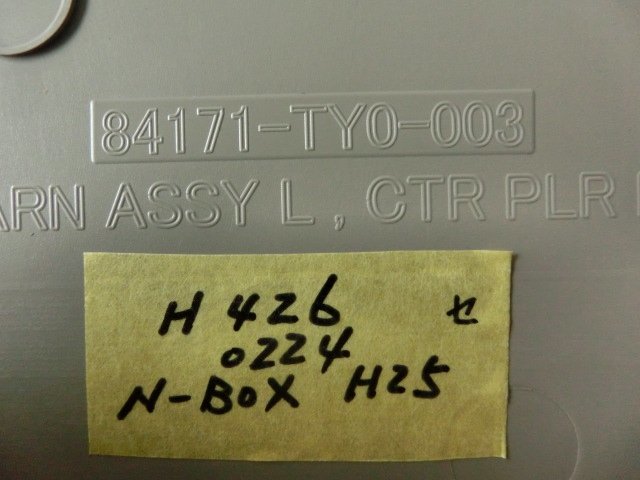 84171-TY0-003
ARN ASSY L, CTR PLR
H 426 セ
0224
N-BOX H25